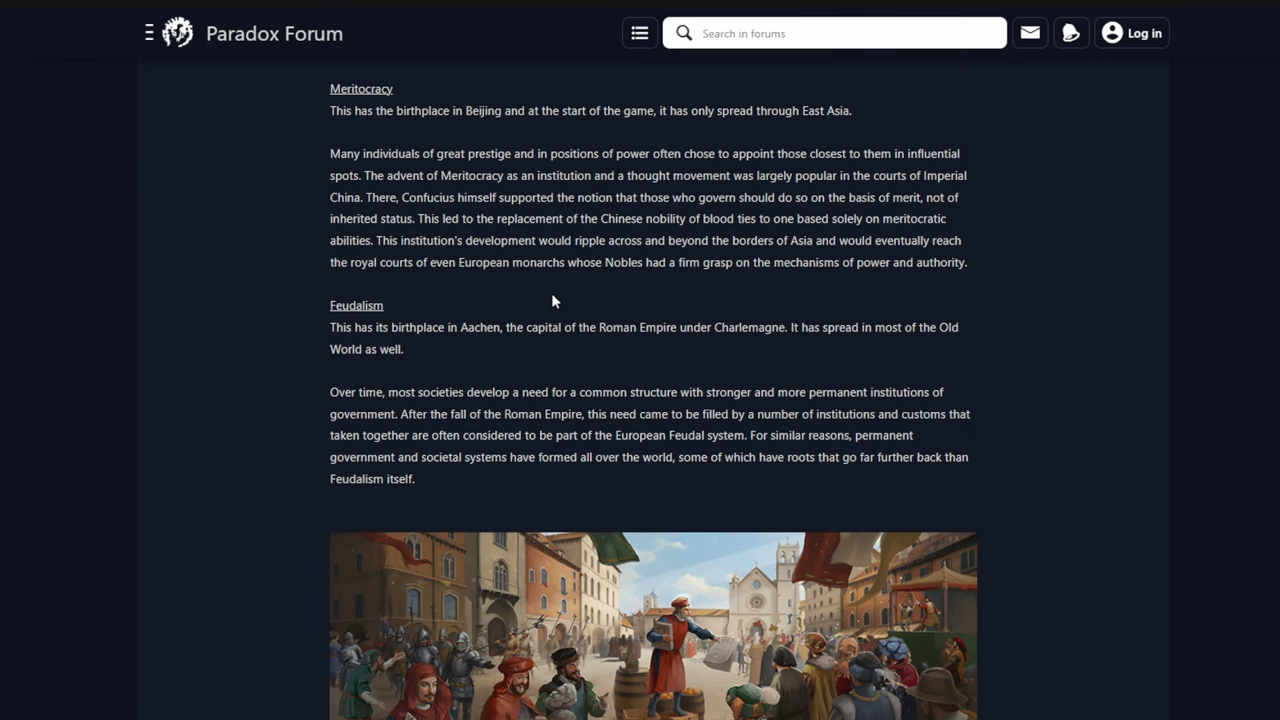 Paradox Forum
Search in forums
Log in
Meritocracy
This has the birthplace in Beijing and at the start of the game, it has only spread through East Asia.
Many individuals of great prestige and in positions of power often chose to appoint those closest to them in influential
spots. The advent of Meritocracy as an institution and a thought movement was largely popular in the courts of Imperial
China. There, Confucius himself supported the notion that those who govern should do so on the basis of merit, not of
inherited status. This led to the replacement of the Chinese nobility of blood ties to one based solely on meritocratic
abilities. This institution's development would ripple across and beyond the borders of Asia and would eventually reach
the royal courts of even European monarchs whose Nobles had a firm grasp on the mechanisms of power and authority.
Feudalism
This has its birthplace in Aachen, the capital of the Roman Empire under Charlemagne. It has spread in most of the Old
World as well.
Over time, most societies develop a need for a common structure with stronger and more permanent institutions of
government. After the fall of the Roman Empire, this need came to be filled by a number of institutions and customs that
taken together are often considered to be part of the European Feudal system. For similar reasons, permanent
government and societal systems have formed all over the world, some of which have roots that go far further back than
Feudalism itself.